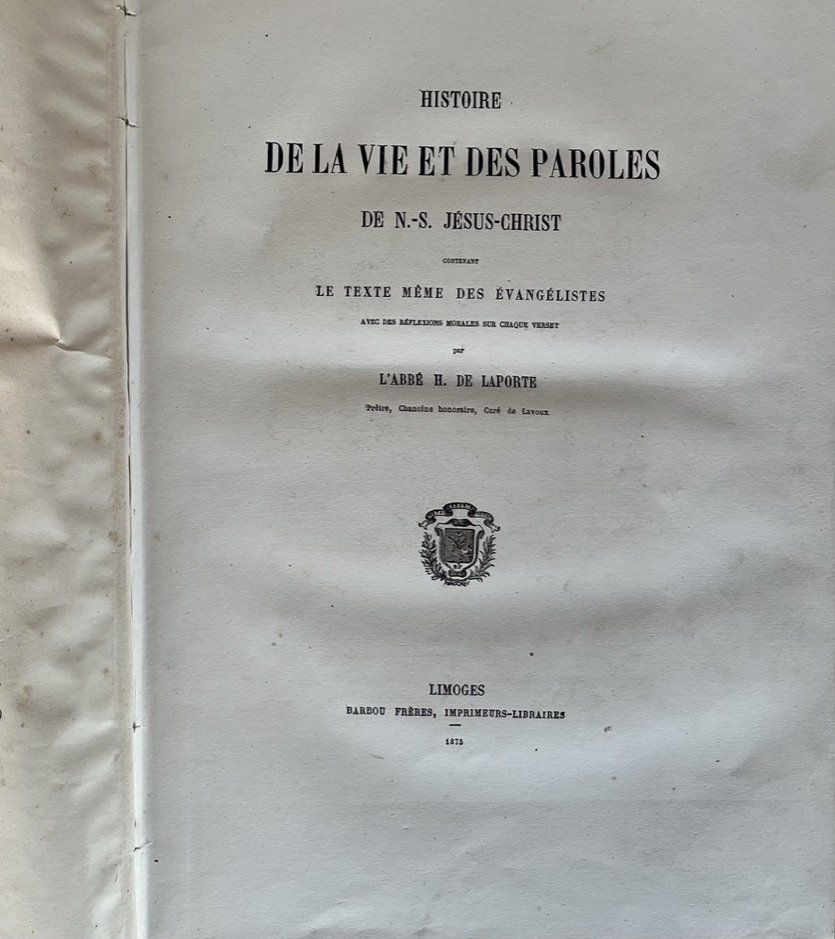 HISTOIRE
DE LA VIE ET DES PAROLES
DE N.-S. JÉSUS-CHRIST
CONTENANT
LE TEXTE MÊME DES ÉVANGÉLISTES
AVEC DES RÉFLEXIONS MORALES SUR CHAQUE VERSET
par
L'ABBÉ H. DE LAPORTE
Prêtre, Chanoine honoraire, Curé de Lavoux
LIMOGES
BARBOU FRÈRES, IMPRIMEURS-LIBRAIRES
1873